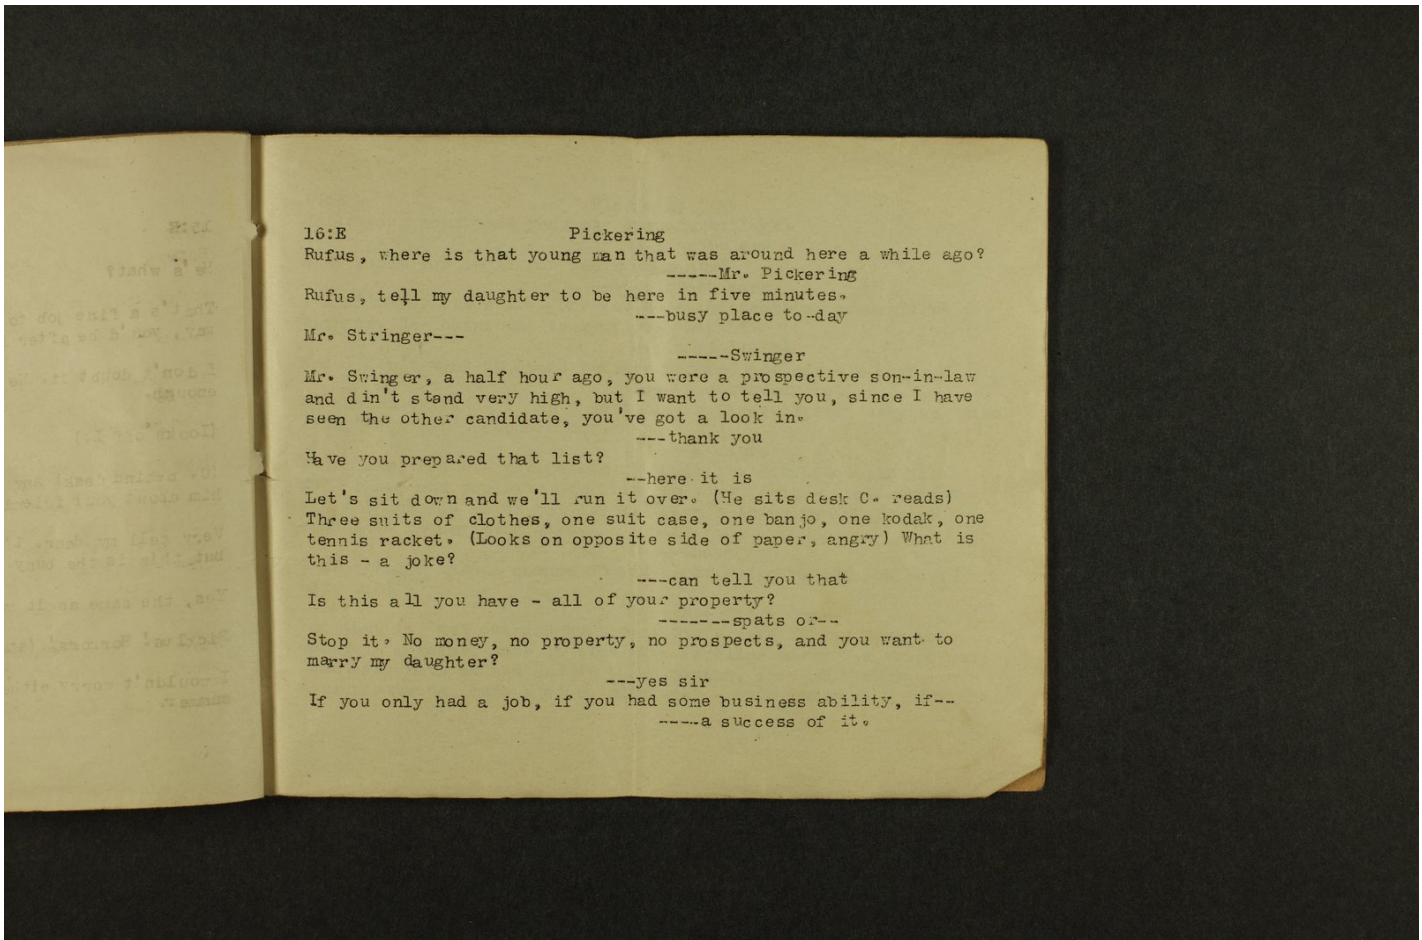 16:E Pickering
Rufus, where is that young man that was around here a while ago?
-----Mr. Pickering
Rufus, tell my daughter to be here in five minutes.
---busy place to-day
Mr. Stringer---
-----Swinger
Mr. Swinger, a half hour ago, you were a prospective son-in-law
and din't stand very high, but I want to tell you, since I have
seen the other candidate, you've got a look in.
---thank you
Have you prepared that list?
--here it is
Let's sit down and we'll run it over. (He sits desk C. reads)
Three suits of clothes, one suit case, one banjo, one kodak, one
tennis racket. (Looks on opposite side of paper, angry) What is
this - a joke?
---can tell you that
Is this all you have - all of your property?
-------spats or--
Stop it. No money, no property, no prospects, and you want to
marry my daughter?
---yes sir
If you only had a job, if you had some business ability, if--
-----a success of it.